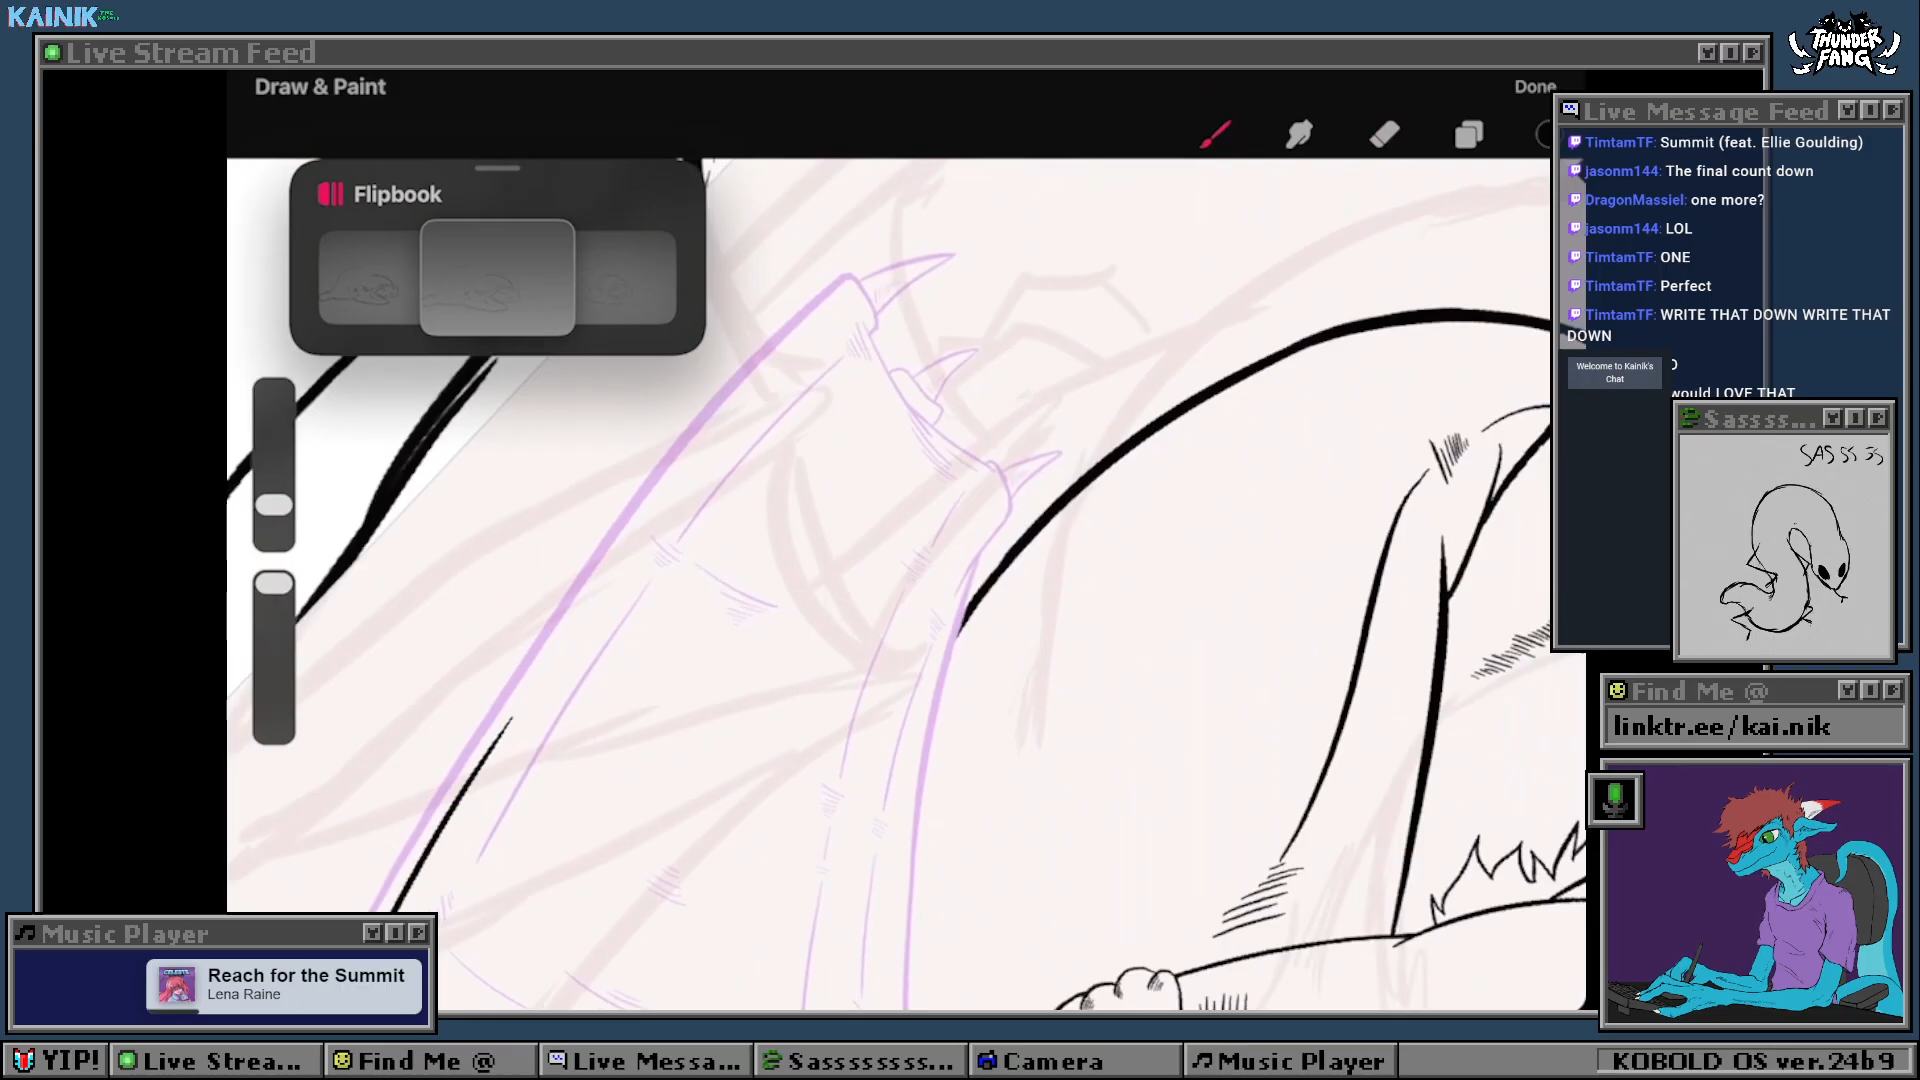 KAINIK
THUNDER
FANG
Live Stream Feed
Y I P
Draw & Paint
Done
Flipbook
Live Message Feed
Y I P
TimtamTF: Summit (feat. Ellie Goulding)
jasonm144: The final count down
DragonMassiel: one more?
jasonm144: LOL
TimtamTF: ONE
TimtamTF: Perfect
TimtamTF: WRITE THAT DOWN WRITE THAT
DOWN
Welcome to Kainik's
Chat
would LOVE THAT
Sassss...
Y I P
SASSSSS
Find Me @
Y I P
linktr.ee/kai.nik
Music Player
Y I P
CELESTE
Reach for the Summit
Lena Raine
YIP!
Live Strea...
Find Me @
Live Messa...
Sassssssss...
Camera
Music Player
KOBOLD OS ver.24b9